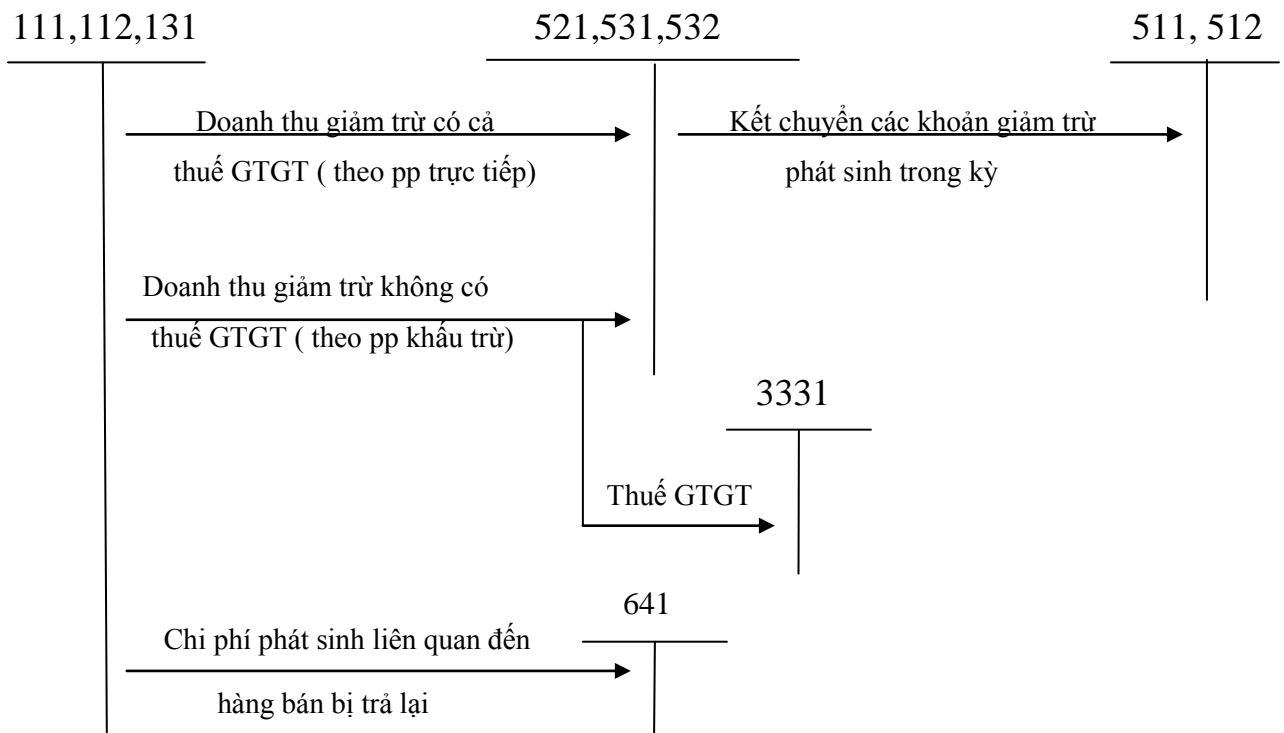 111,112,131
521,531,532
511, 512
Doanh thu giảm trừ có cả
thuế GTGT ( theo pp trực tiếp)
Kết chuyển các khoản giảm trừ
phát sinh trong kỳ
Doanh thu giảm trừ không có
thuế GTGT ( theo pp khấu trừ)
3331
Thuế GTGT
641
Chi phí phát sinh liên quan đến
hàng bán bị trả lại